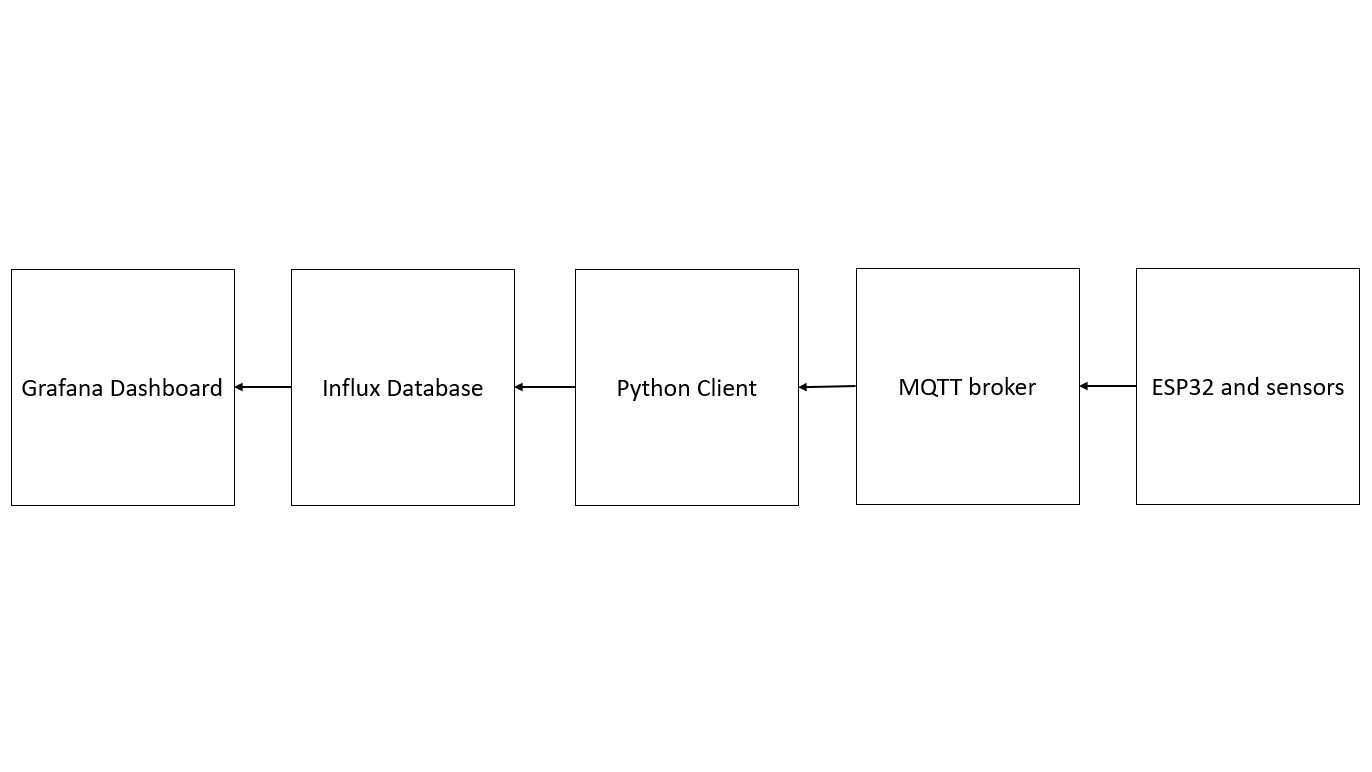 Grafana Dashboard
Influx Database
Python Client
MQTT broker
ESP32 and sensors